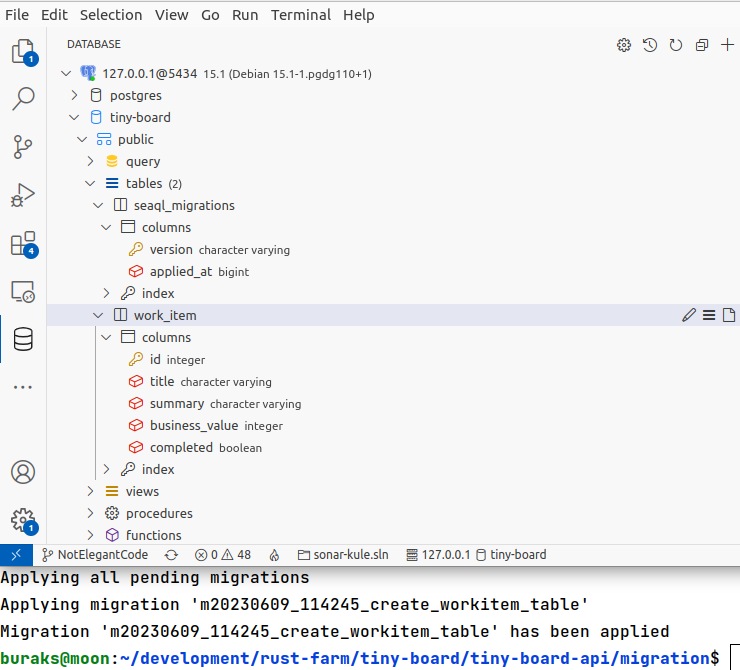 File Edit Selection View Go Run Terminal Help
DATABASE
127.0.0.1@5434 15.1 (Debian 15.1-1.pgdg110+1)
postgres
tiny-board
public
query
tables (2)
seaql_migrations
columns
version character varying
applied_at bigint
index
work_item
columns
id integer
title character varying
summary character varying
business_value integer
completed boolean
index
views
procedures
functions
1
4
1
NotElegantCode 0 48 sonar-kule.sln 127.0.0.1 tiny-board
Applying all pending migrations
Applying migration 'm20230609_114245_create_workitem_table'
Migration 'm20230609_114245_create_workitem_table' has been applied
buraks@moon:~/development/rust-farm/tiny-board/tiny-board-api/migration$